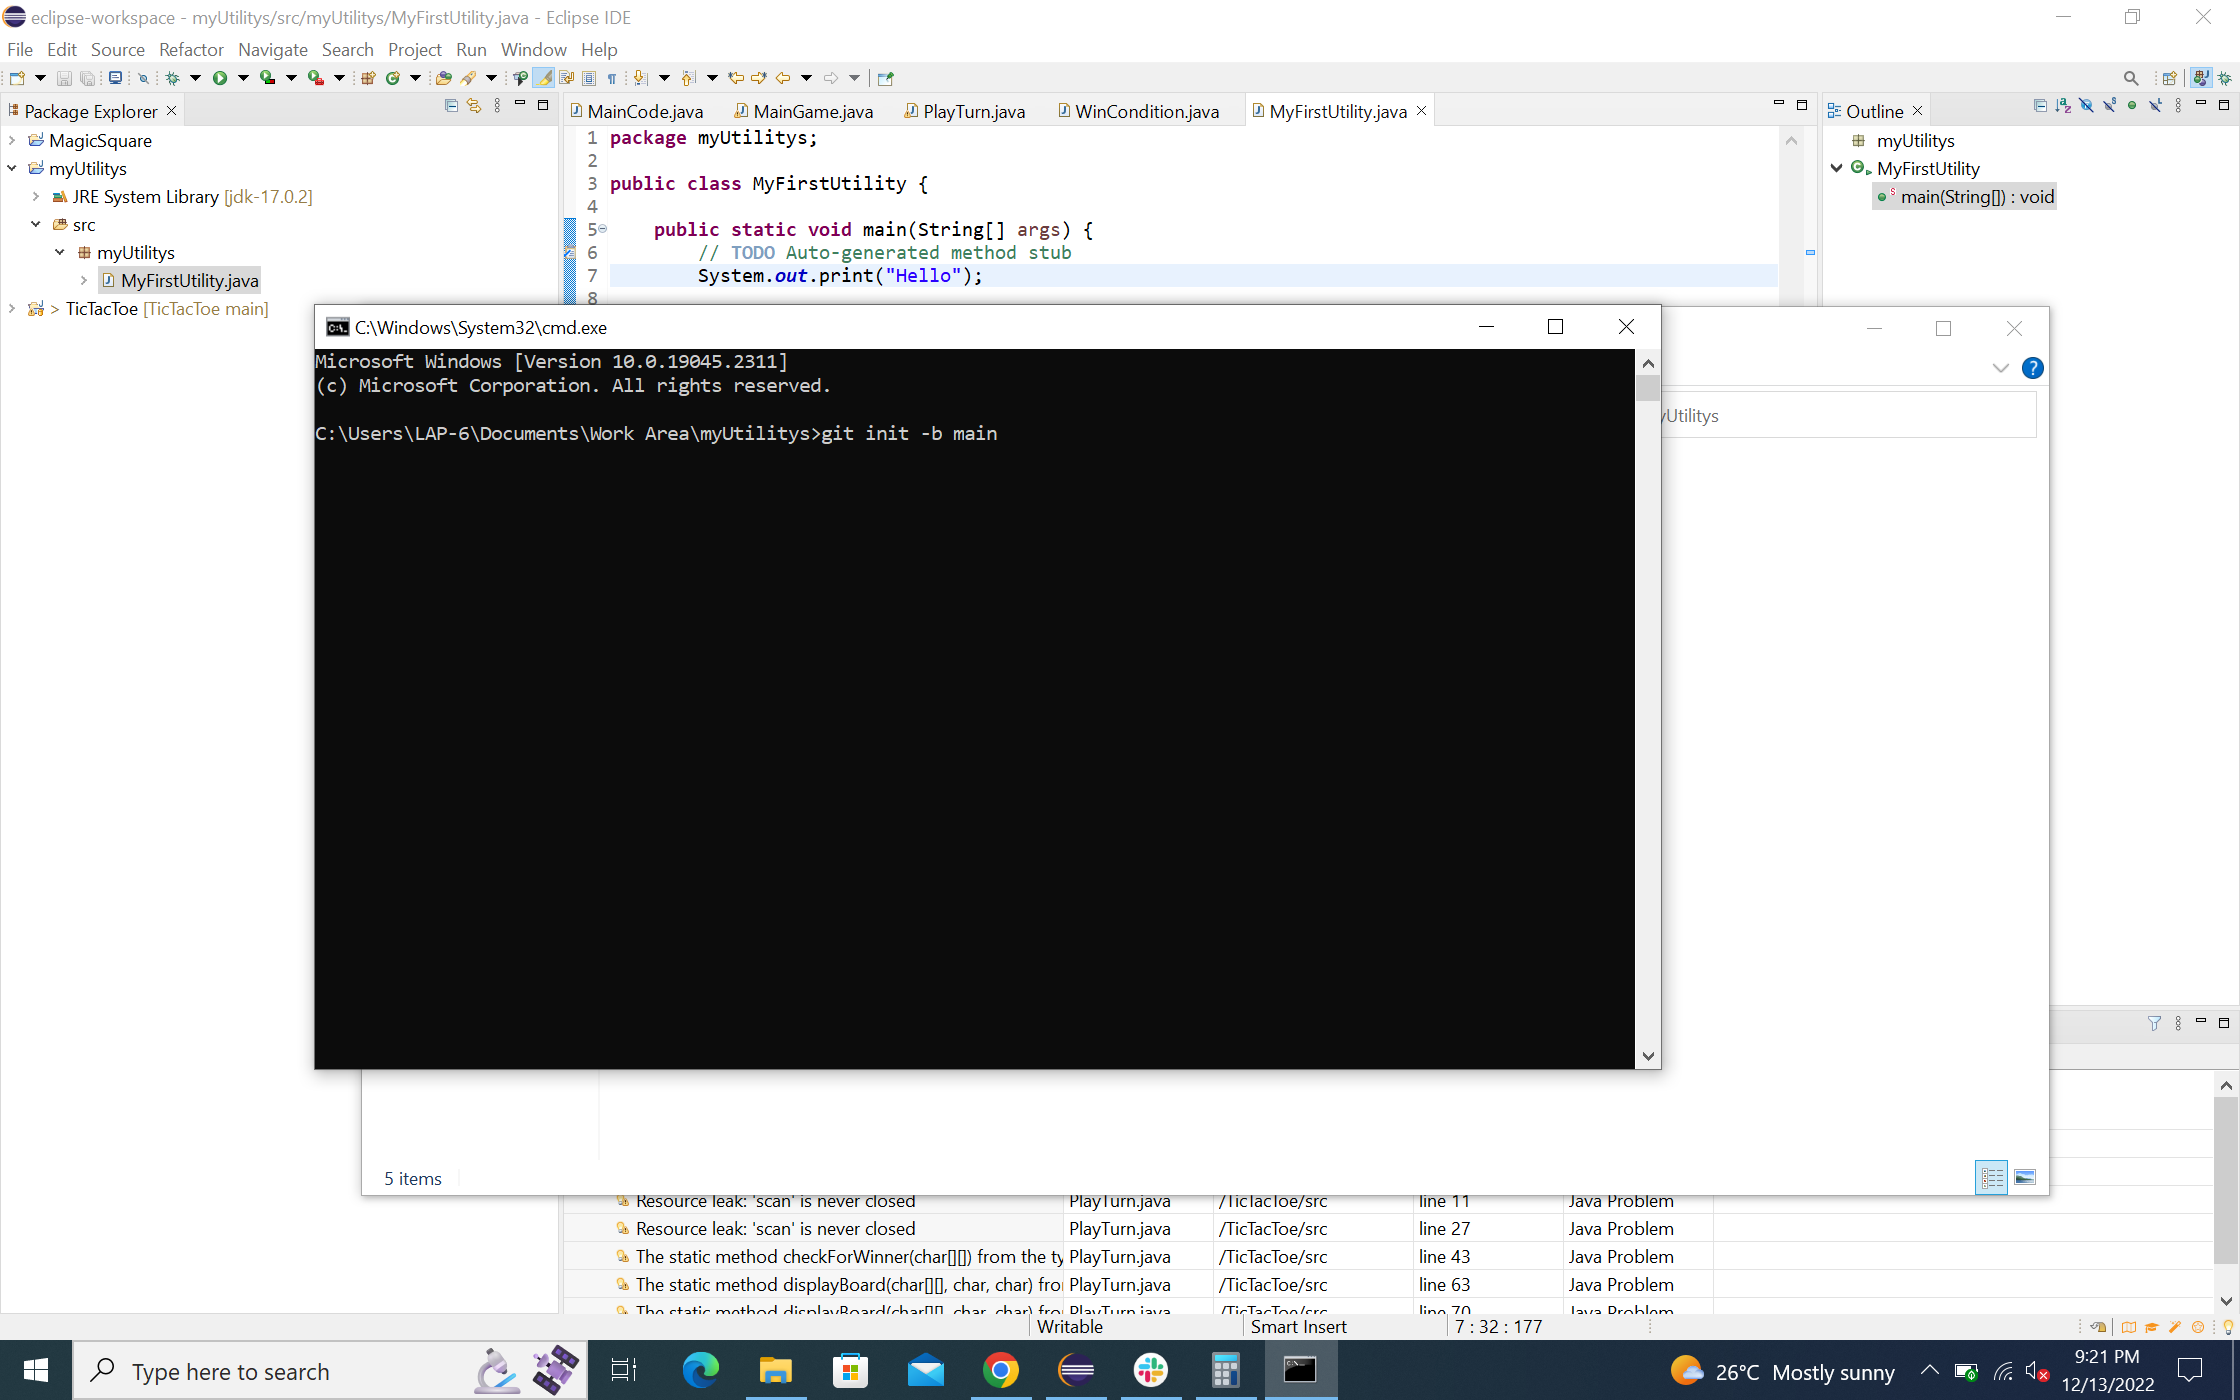 eclipse-workspace - myUtilitys/src/myUtilitys/MyFirstUtility.java - Eclipse IDE
File Edit Source Refactor Navigate Search Project Run Window Help
Package Explorer
MagicSquare
myUtilitys
JRE System Library [jdk-17.0.2]
src
myUtilitys
MyFirstUtility.java
> TicTacToe [TicTacToe main]
MainCode.java MainGame.java PlayTurn.java WinCondition.java MyFirstUtility.java
1 package myUtilitys;
2
3 public class MyFirstUtility {
4
5 public static void main(String[] args) {
6 // TODO Auto-generated method stub
7 System.out.print("Hello");
8
Outline
myUtilitys
MyFirstUtility
main(String[]) : void
C:\Windows\System32\cmd.exe
Microsoft Windows [Version 10.0.19045.2311]
(c) Microsoft Corporation. All rights reserved.
C:\Users\LAP-6\Documents\Work Area\myUtilitys>git init -b main
yUtilitys
5 items
Resource leak: 'scan' is never closed PlayTurn.java /TicTacToe/src line 11 Java Problem
Resource leak: 'scan' is never closed PlayTurn.java /TicTacToe/src line 27 Java Problem
The static method checkForWinner(char[][]) from the ty PlayTurn.java /TicTacToe/src line 43 Java Problem
The static method displayBoard(char[][], char, char) fro PlayTurn.java /TicTacToe/src line 63 Java Problem
The static method displayBoard(char[][], char, char) fro PlayTurn.java /TicTacToe/src line 70 Java Problem
Writable Smart Insert 7 : 32 : 177
Type here to search
26°C Mostly sunny
9:21 PM
12/13/2022